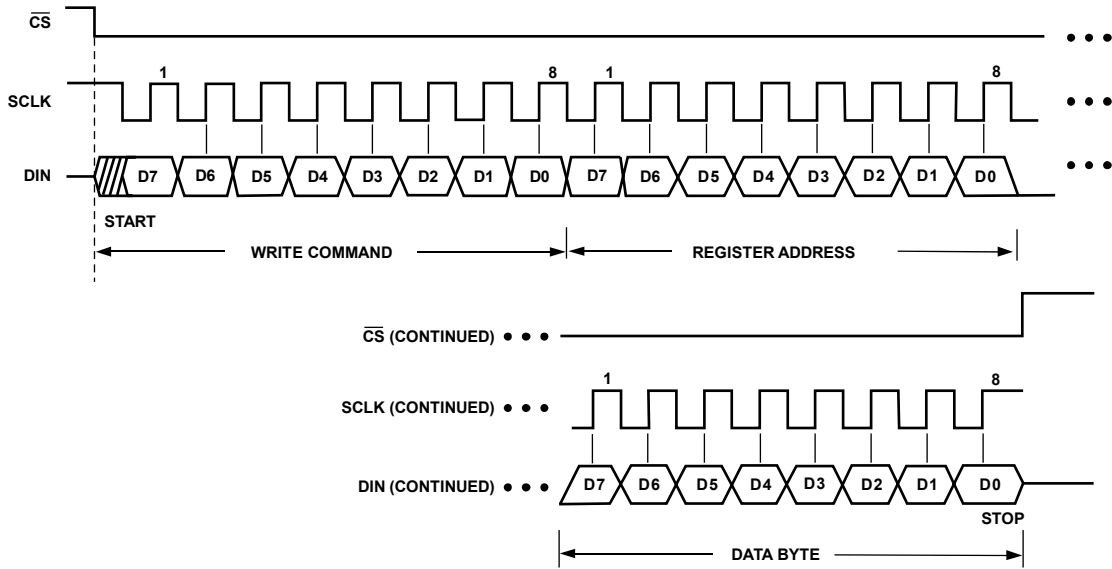 CS
1 8 1 8
SCLK
DIN D7 D6 D5 D4 D3 D2 D1 D0 D7 D6 D5 D4 D3 D2 D1 D0
START
WRITE COMMAND REGISTER ADDRESS
CS (CONTINUED)
1 8
SCLK (CONTINUED)
DIN (CONTINUED) D7 D6 D5 D4 D3 D2 D1 D0
STOP
DATA BYTE